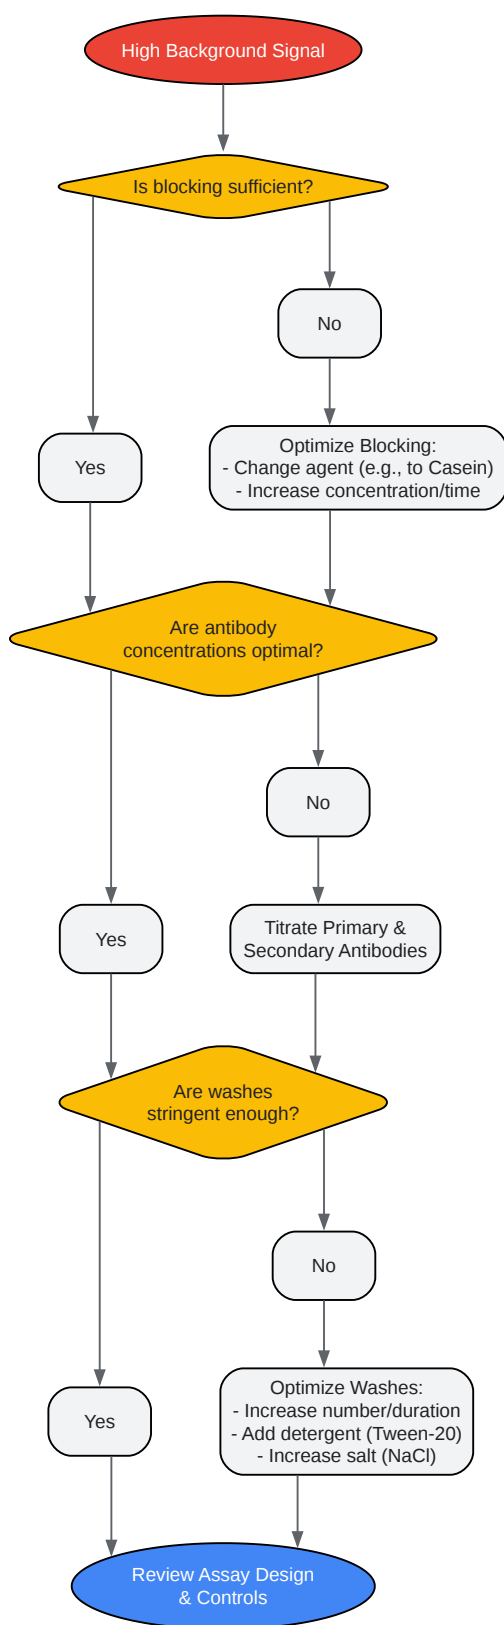 High Background Signal
Is blocking sufficient?
No
Yes
Optimize Blocking:
- Change agent (e.g., to Casein)
- Increase concentration/time
Are antibody
concentrations optimal?
No
Yes
Titrate Primary &
Secondary Antibodies
Are washes
stringent enough?
No
Yes
Optimize Washes:
- Increase number/duration
- Add detergent (Tween-20)
- Increase salt (NaCl)
Review Assay Design
& Controls